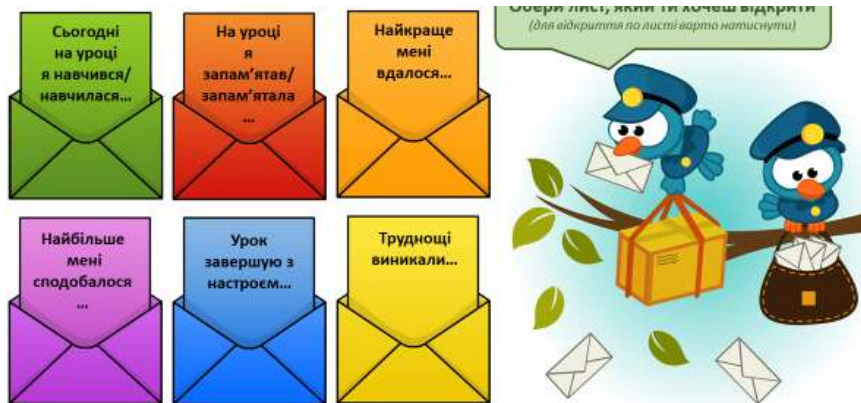 Сьогодні
на уроці
я навчився/
навчилася...
На уроці
я
запам'ятав/
запам'ятала
...
Найкраще
мені
вдалося...
Обери лист, який ти хочеш відкрити
(для відкриття по листі варто натиснути)
Найбільше
мені
сподобалося
...
Урок
завершую з
настроєм...
Труднощі
виникали...